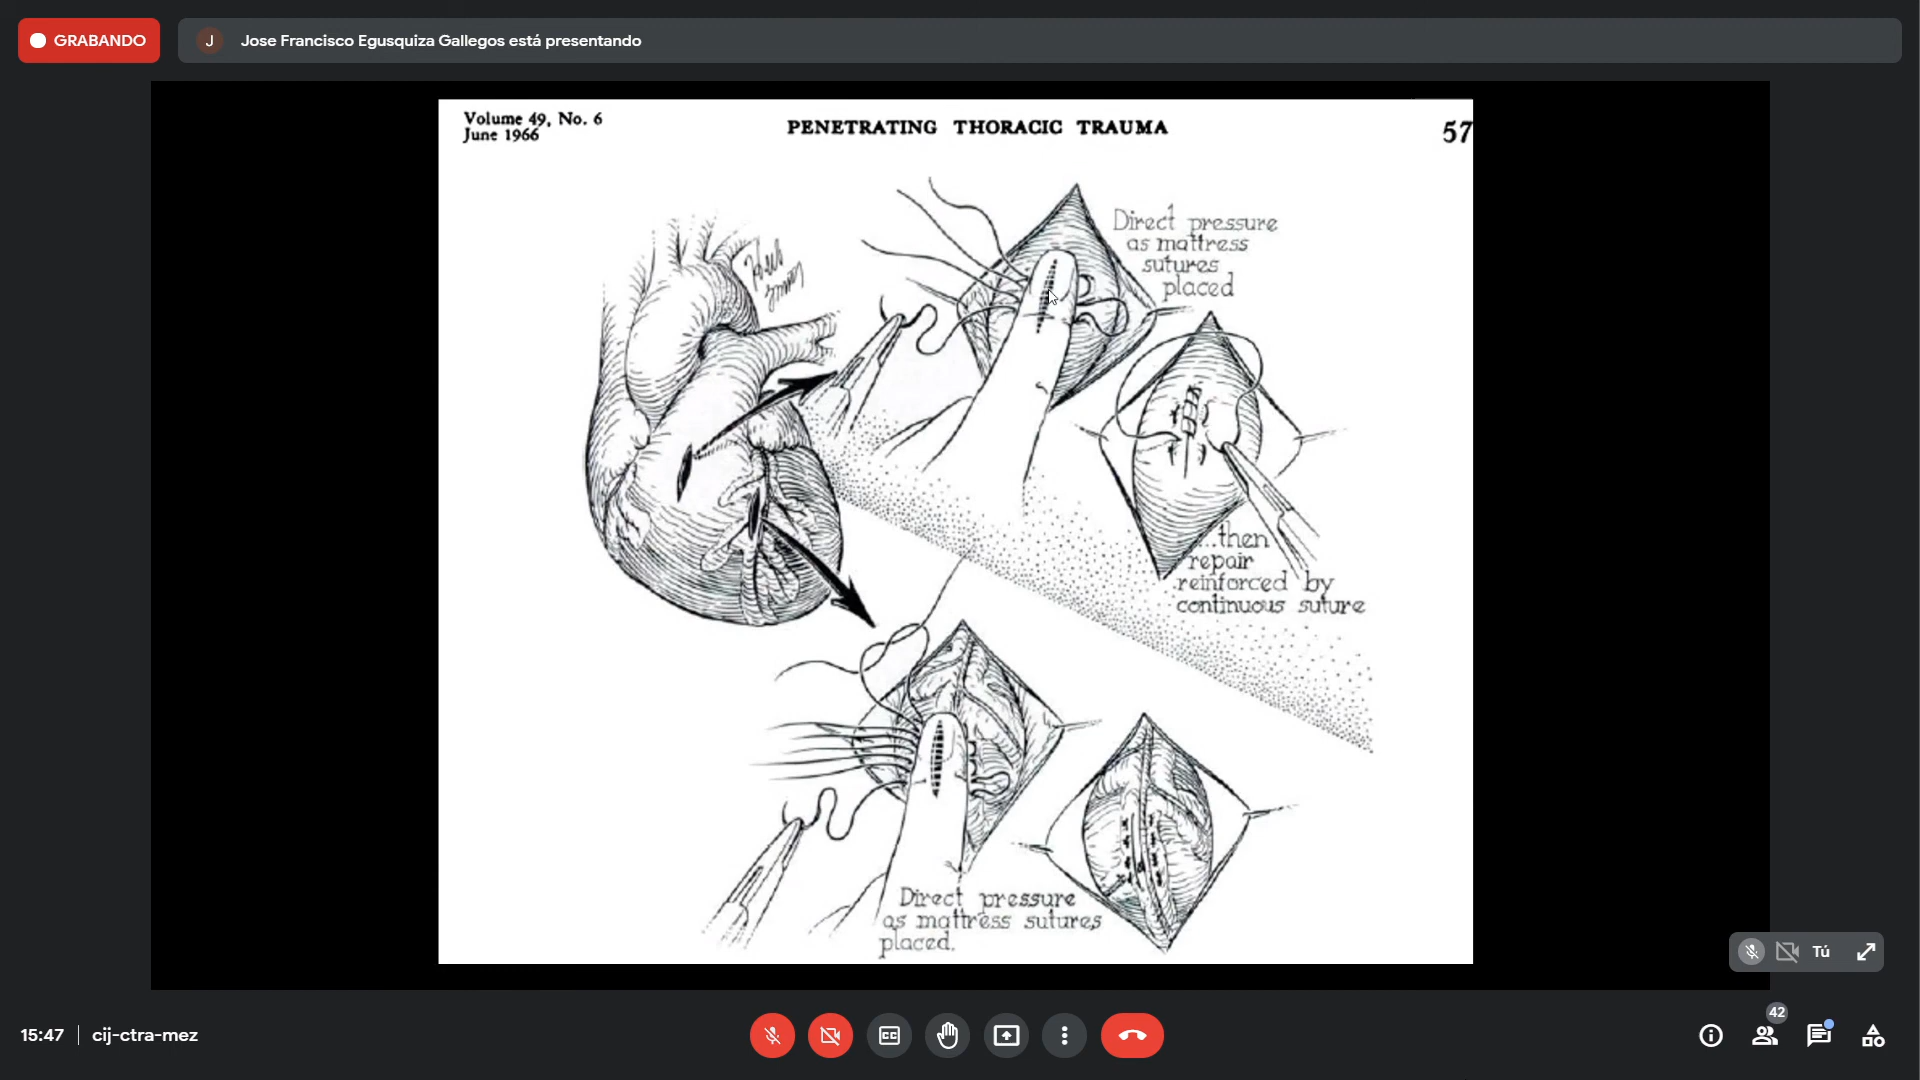 GRABANDO
J
Jose Francisco Egusquiza Gallegos está presentando
Volume 49, No. 6
June 1966
PENETRATING THORACIC TRAUMA
57
Direct pressure
as mattress
sutures
placed
...then
repair
reinforced by
continuous suture
Direct pressure
as mattress sutures
placed.
Tú
15:47
cij-ctra-mez
42